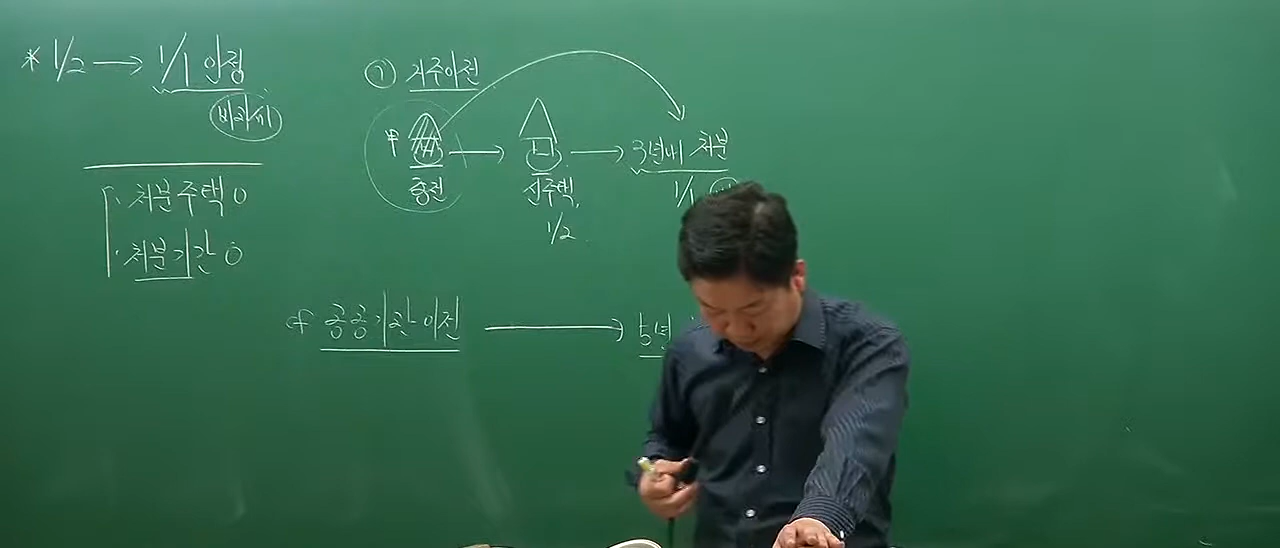 * 1/2 → 1/1 인정
비과세
· 처분주택 O
· 처분기간 O
① 거주이전
종전
신주택,
1/2
3년내 처분
1/1
cf 공공기관 이전 → 5년